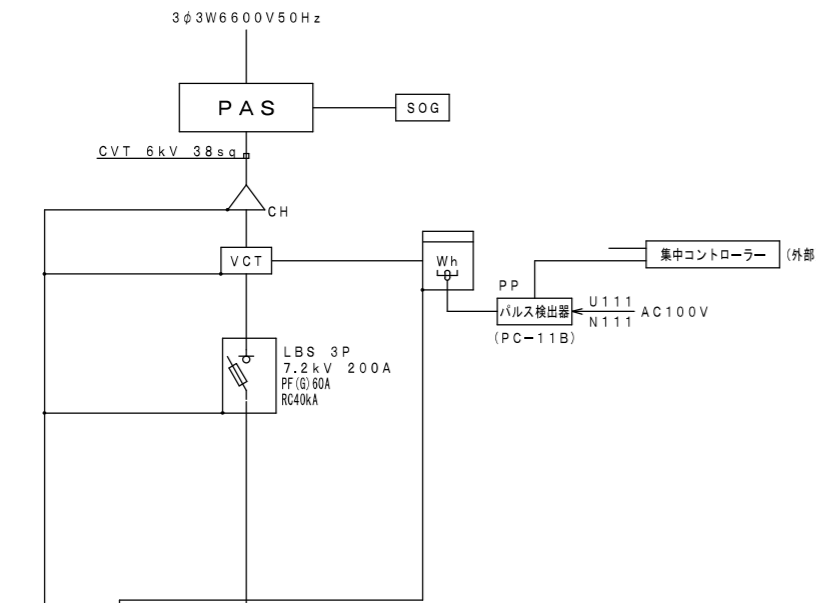 3φ3W6600V50Hz
PAS
SOG
CVT 6kV 38sq
CH
VCT
Wh
集中コントローラー (外部
PP
パルス検出器
U111
N111
AC100V
(PC-11B)
LBS 3P
7.2kV 200A
PF(G)60A
RC40kA